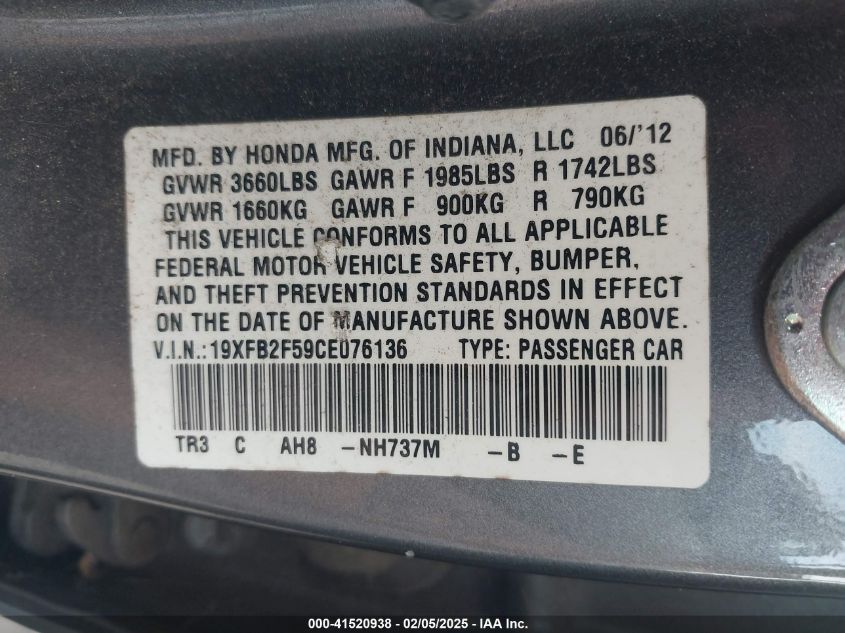 MFD. BY HONDA MFG. OF INDIANA, LLC 06/'12
GVWR 3660LBS GAWR F 1985LBS R 1742LBS
GVWR 1660KG GAWR F 900KG R 790KG
THIS VEHICLE CONFORMS TO ALL APPLICABLE
FEDERAL MOTOR VEHICLE SAFETY, BUMPER,
AND THEFT PREVENTION STANDARDS IN EFFECT
ON THE DATE OF MANUFACTURE SHOWN ABOVE.
V.I.N.:19XFB2F59CE076136 TYPE: PASSENGER CAR
TR3 C AH8 -NH737M -B -E
000-41520938 - 02/05/2025 - IAA Inc.